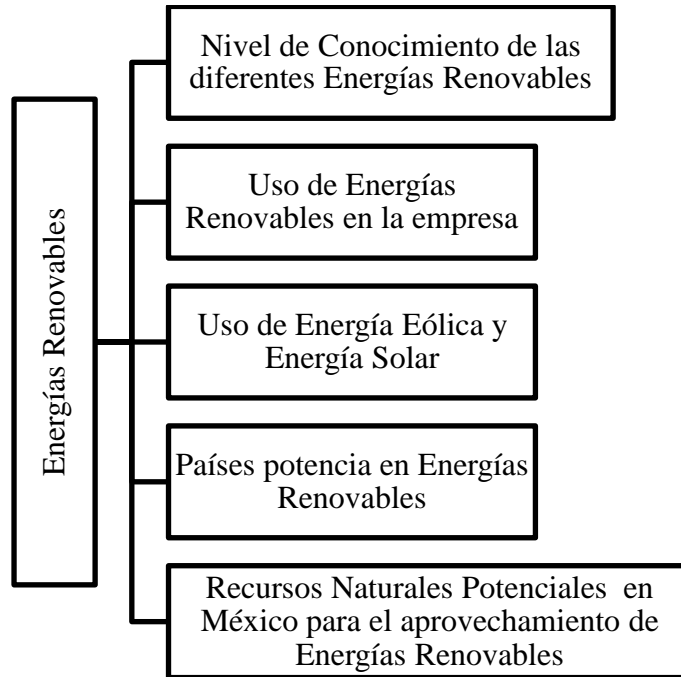 Energías Renovables
Nivel de Conocimiento de las
diferentes Energías Renovables
Uso de Energías
Renovables en la empresa
Uso de Energía Eólica y
Energía Solar
Países potencia en Energías
Renovables
Recursos Naturales Potenciales  en
México para el aprovechamiento de
Energías Renovables